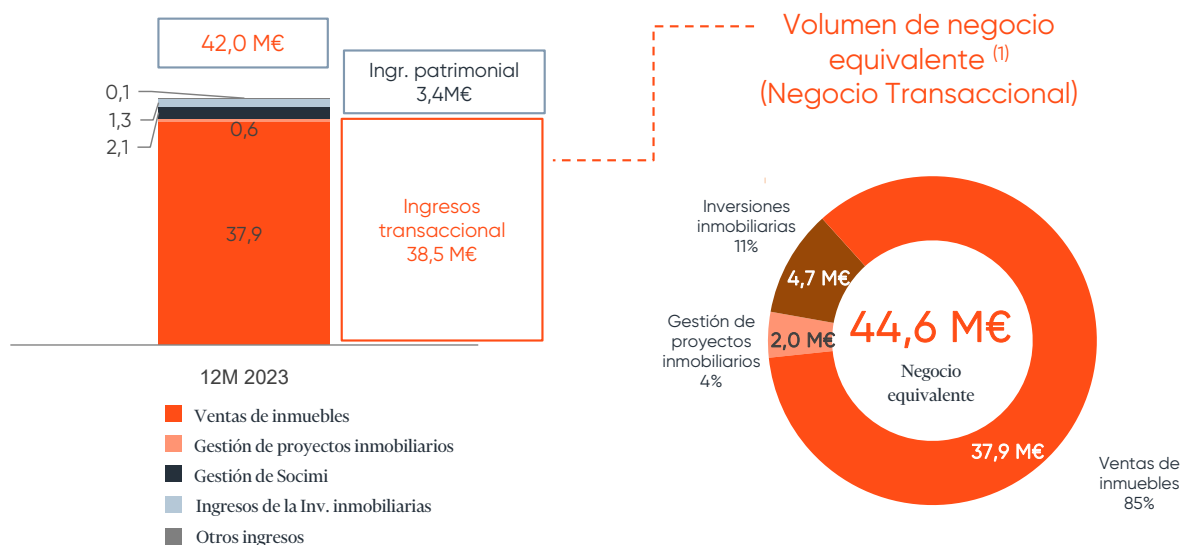 42,0 M€
Ingr. patrimonial
3,4M€
0,1
1,3
2,1
0,6
37,9
Ingresos
transaccional
38,5 M€
12M 2023
Ventas de inmuebles
Gestión de proyectos inmobiliarios
Gestión de Socimi
Ingresos de la Inv. inmobiliarias
Otros ingresos
Volumen de negocio
equivalente (1)
(Negocio Transaccional)
Inversiones
inmobiliarias
11%
4,7 M€
Gestión de
proyectos
inmobiliarios
4%
2,0 M€
44,6 M€
Negocio
equivalente
37,9 M€
Ventas de
inmuebles
85%